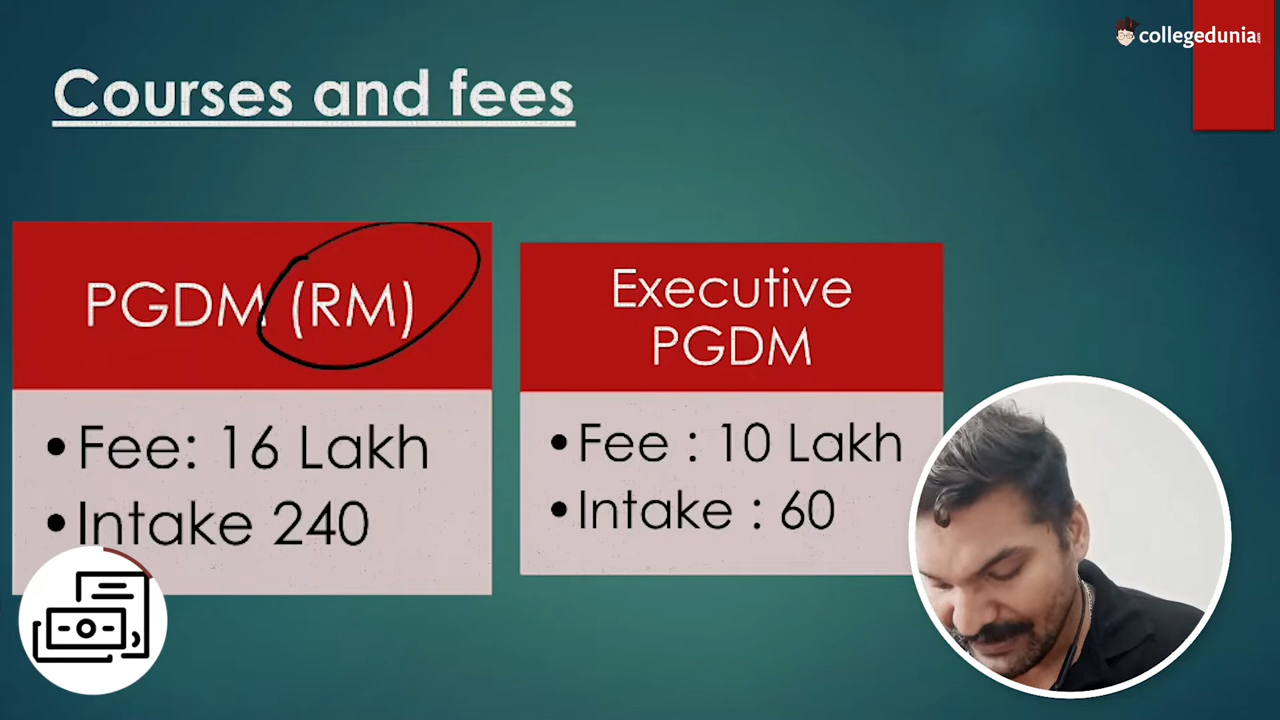 collegedunia
Courses and fees
PGDM (RM)
•Fee: 16 Lakh
•Intake 240
Executive
PGDM
•Fee : 10 Lakh
•Intake : 60